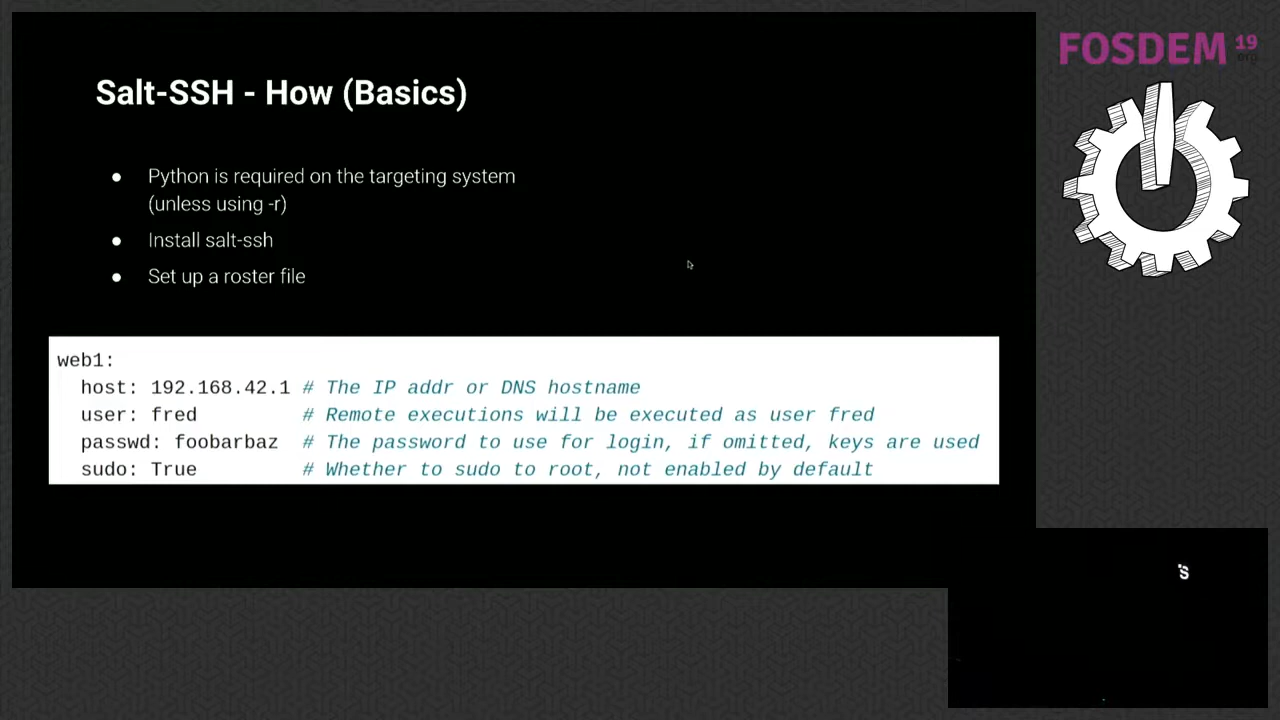 Salt-SSH - How (Basics)
● Python is required on the targeting system
(unless using -r)
● Install salt-ssh
● Set up a roster file
web1:
host: 192.168.42.1 # The IP addr or DNS hostname
user: fred # Remote executions will be executed as user fred
passwd: foobarbaz # The password to use for login, if omitted, keys are used
sudo: True # Whether to sudo to root, not enabled by default
FOSDEM 19
org
S